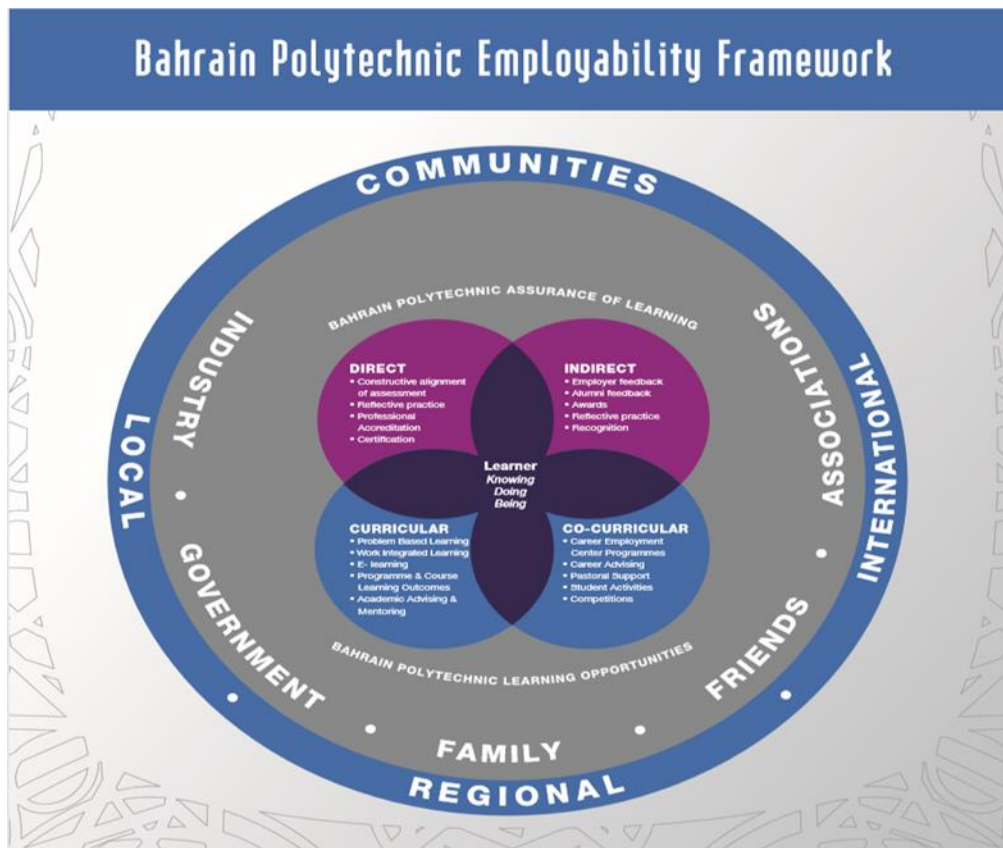 Bahrain Polytechnic Employability Framework
COMMUNITIES
BAHRAIN POLYTECHNIC ASSURANCE OF LEARNING
INDUSTRY
ASSOCIATIONS
LOCAL
INTERNATIONAL
DIRECT
• Constructive alignment
of assessment
• Reflective practice
• Professional
Accreditation
• Certification
INDIRECT
• Employer feedback
• Alumni feedback
• Awards
• Reflective practice
• Recognition
Learner
Knowing
Doing
Being
CURRICULAR
• Problem Based Learning
• Work Integrated Learning
• E- learning
• Programme & Course
Learning Outcomes
• Academic Advising &
Mentoring
CO-CURRICULAR
• Career Employment
Center Programmes
• Career Advising
• Pastoral Support
• Student Activities
• Competitions
BAHRAIN POLYTECHNIC LEARNING OPPORTUNITIES
GOVERNMENT
FRIENDS
FAMILY
REGIONAL